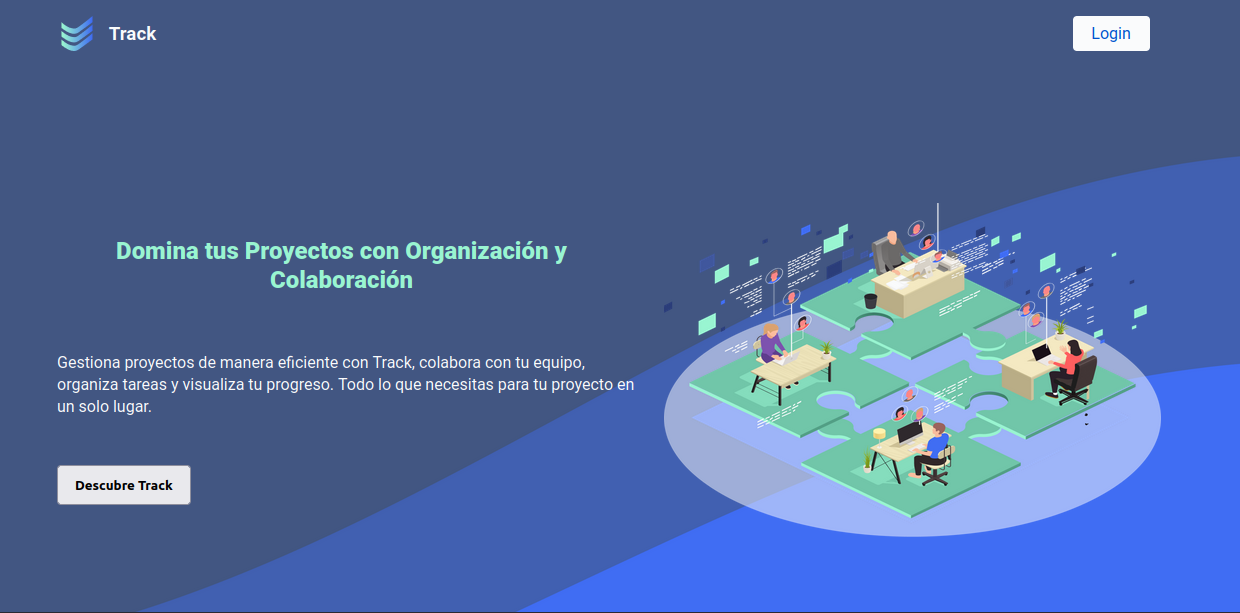 Track
Login
Domina tus Proyectos con Organización y
Colaboración
Gestiona proyectos de manera eficiente con Track, colabora con tu equipo,
organiza tareas y visualiza tu progreso. Todo lo que necesitas para tu proyecto en
un solo lugar.
Descubre Track